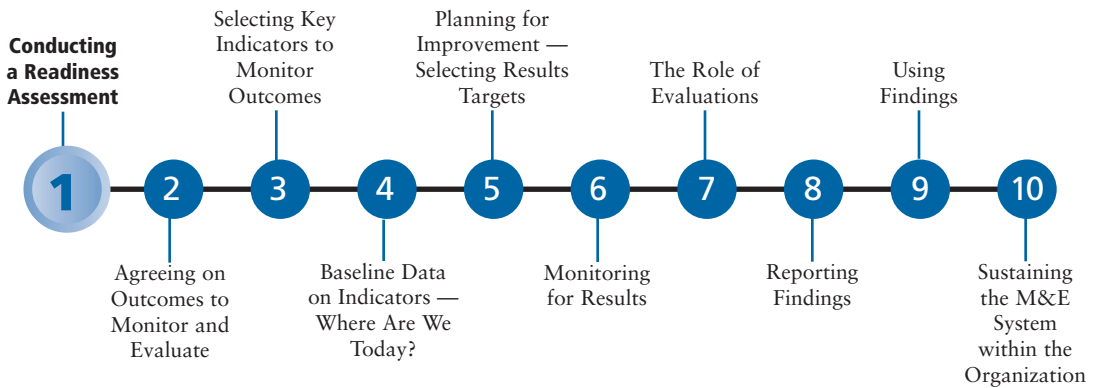 Conducting
a Readiness
Assessment
1
2
Agreeing on
Outcomes to
Monitor and
Evaluate
Selecting Key
Indicators to
Monitor
Outcomes
3
4
Baseline Data
on Indicators —
Where Are We
Today?
Planning for
Improvement —
Selecting Results
Targets
5
6
Monitoring
for Results
The Role of
Evaluations
7
8
Reporting
Findings
Using
Findings
9
10
Sustaining
the M&E
System
within the
Organization